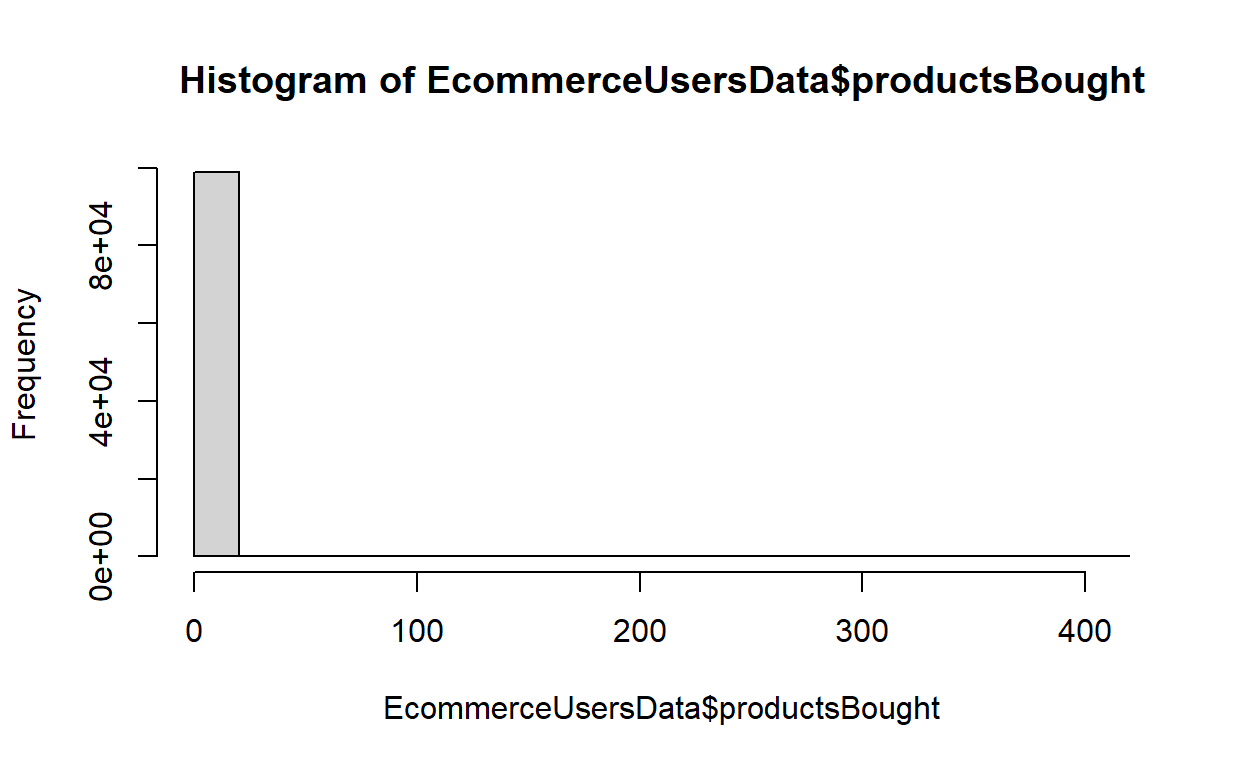 Histogram of EcommerceUsersData$productsBought
Frequency
8e+04
4e+04
0e+00
0 100 200 300 400
EcommerceUsersData$productsBought